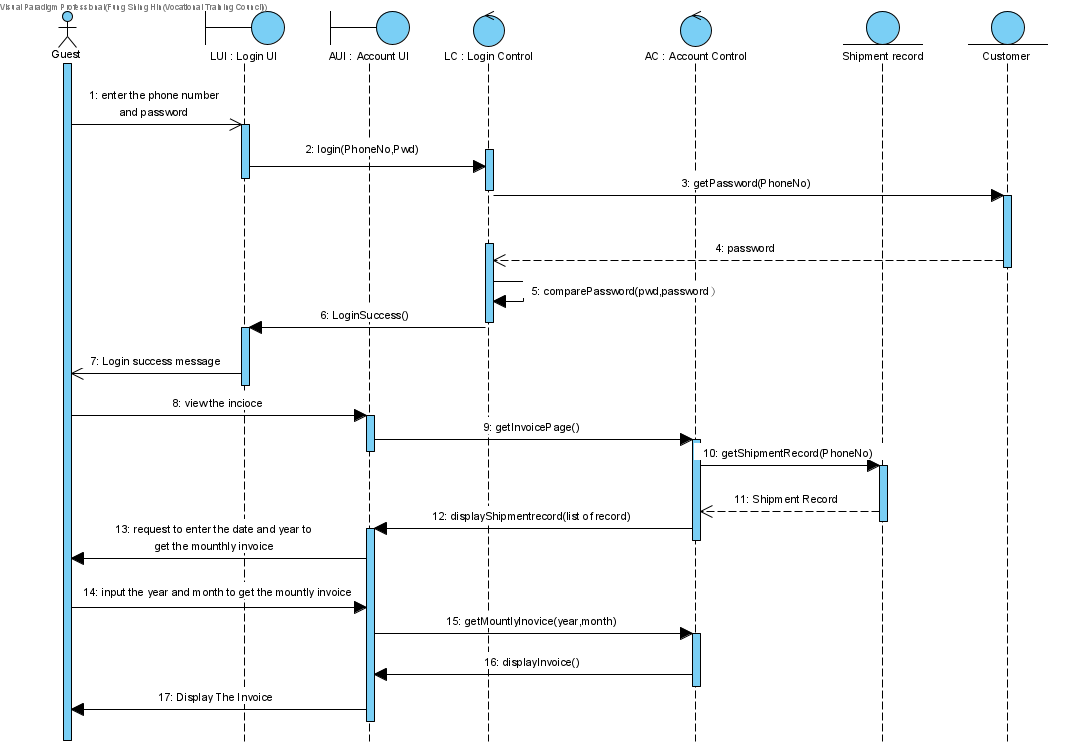 Visual Paradigm Professional(Fung Shing Hin(Vocational Training Council))
Guest
LUI : Login UI
AUI : Account UI
LC : Login Control
AC : Account Control
Shipment record
Customer
1: enter the phone number
and password
2: login(PhoneNo,Pwd)
3: getPassword(PhoneNo)
4: password
5: comparePassword(pwd,password )
6: LoginSuccess()
7: Login success message
8: view the incioce
9: getInvoicePage()
10: getShipmentRecord(PhoneNo)
11: Shipment Record
12: displayShipmentrecord(list of record)
13: request to enter the date and year to
get the mounthly invoice
14: input the year and month to get the mountly invoice
15: getMountlyInovice(year,month)
16: displayInvoice()
17: Display The Invoice